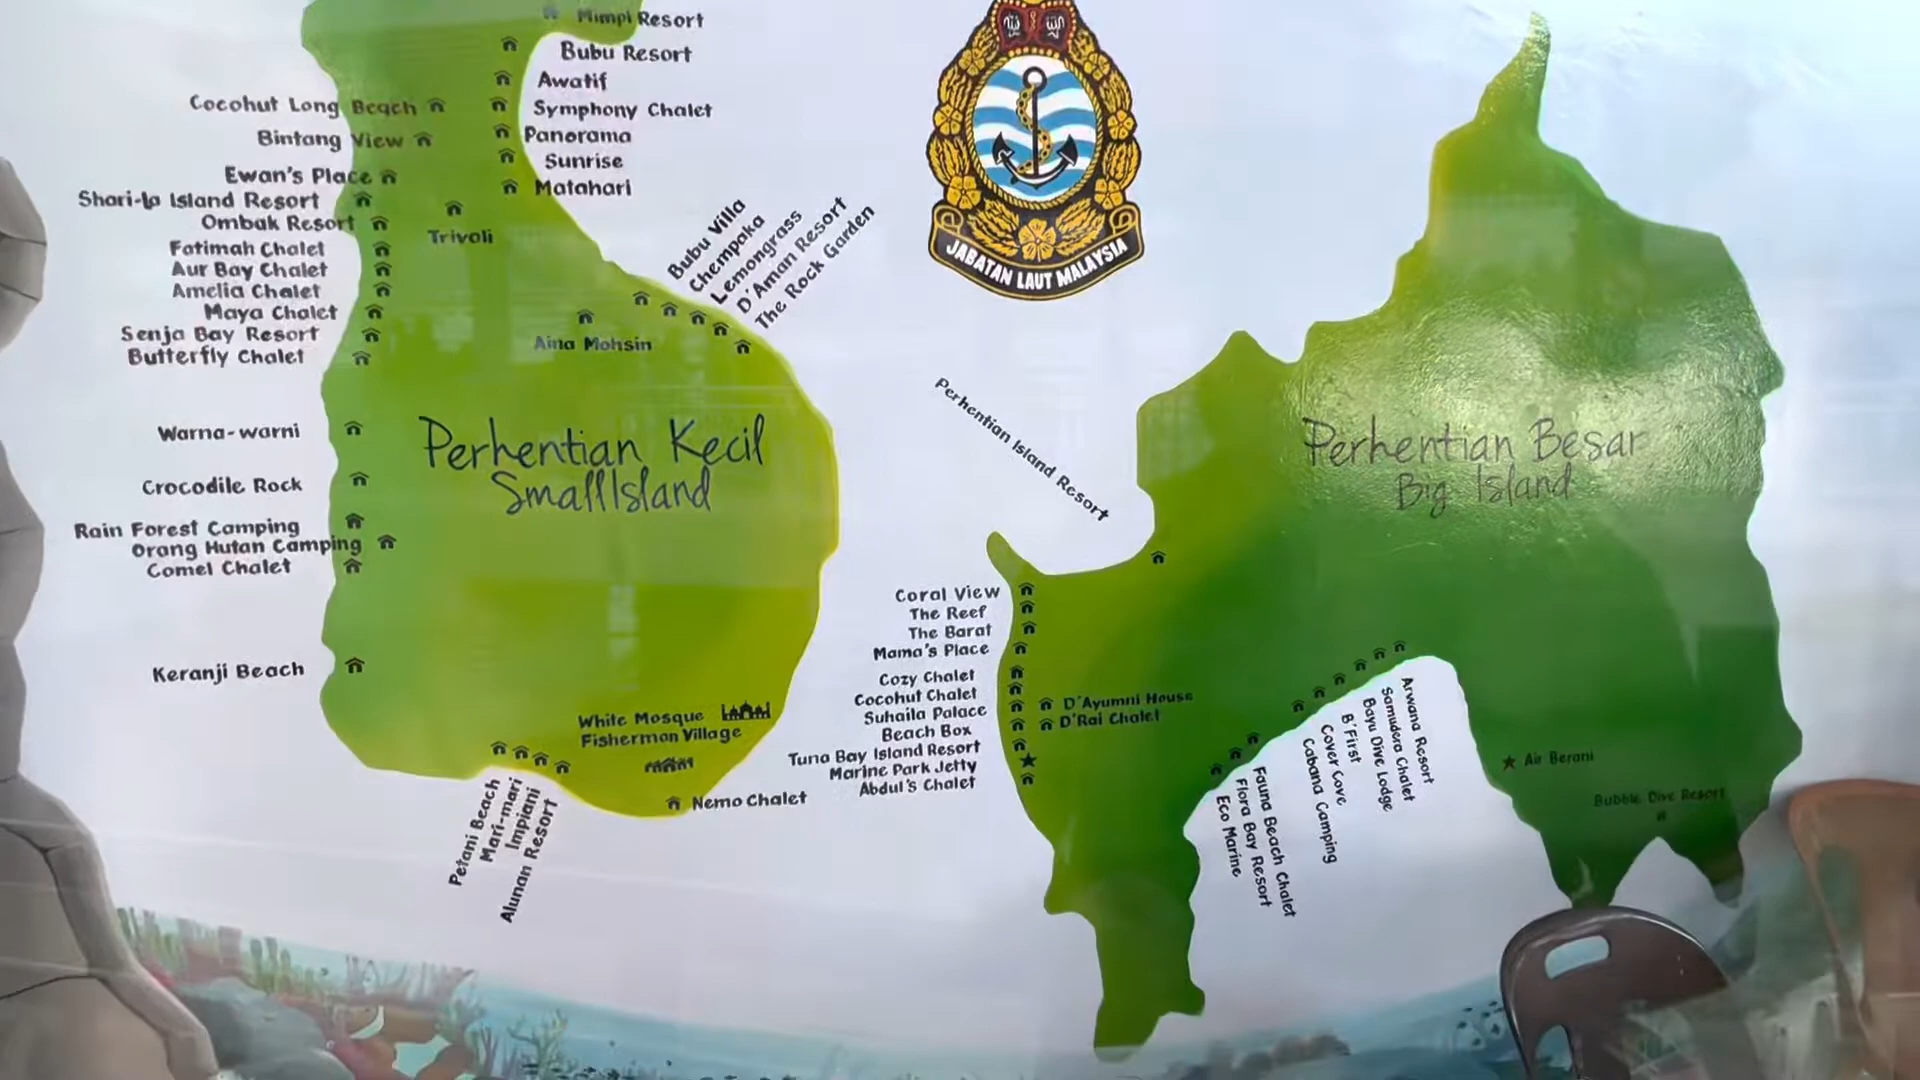 Mimpi Resort
Bubu Resort
Awatif
Cocohut Long Beach
Symphony Chalet
Bintang View
Panorama
Sunrise
Ewan's Place
Matahari
Shari-la Island Resort
Ombak Resort
Trivoli
Fatimah Chalet
Aur Bay Chalet
Amelia Chalet
Maya Chalet
Senja Bay Resort
Butterfly Chalet
Bubu Villa
Chempaka
Lemongrass
D'Aman Resort
The Rock Garden
Aina Mohsin
Warna-warni
Perhentian Kecil
Small Island
Crocodile Rock
Rain Forest Camping
Orang Hutan Camping
Comel Chalet
Keranji Beach
White Mosque
Fisherman Village
Nemo Chalet
Petani Beach
Mari-mari
Impiani
Alunan Resort
JABATAN LAUT MALAYSIA
Perhentian Island Resort
Perhentian Besar
Big Island
Coral View
The Reef
The Barat
Mama's Place
Cozy Chalet
Cocohut Chalet
Suhaila Palace
Beach Box
Tuna Bay Island Resort
Marine Park Jetty
Abdul's Chalet
D'Ayumni House
D'Rai Chalet
Arwana Resort
Samudera Chalet
Bayu Dive Lodge
B'First
Cover Cove
Cabana Camping
Fauna Beach Chalet
Flora Bay Resort
Eco Marine
Air Berani
Bubble Dive Resort